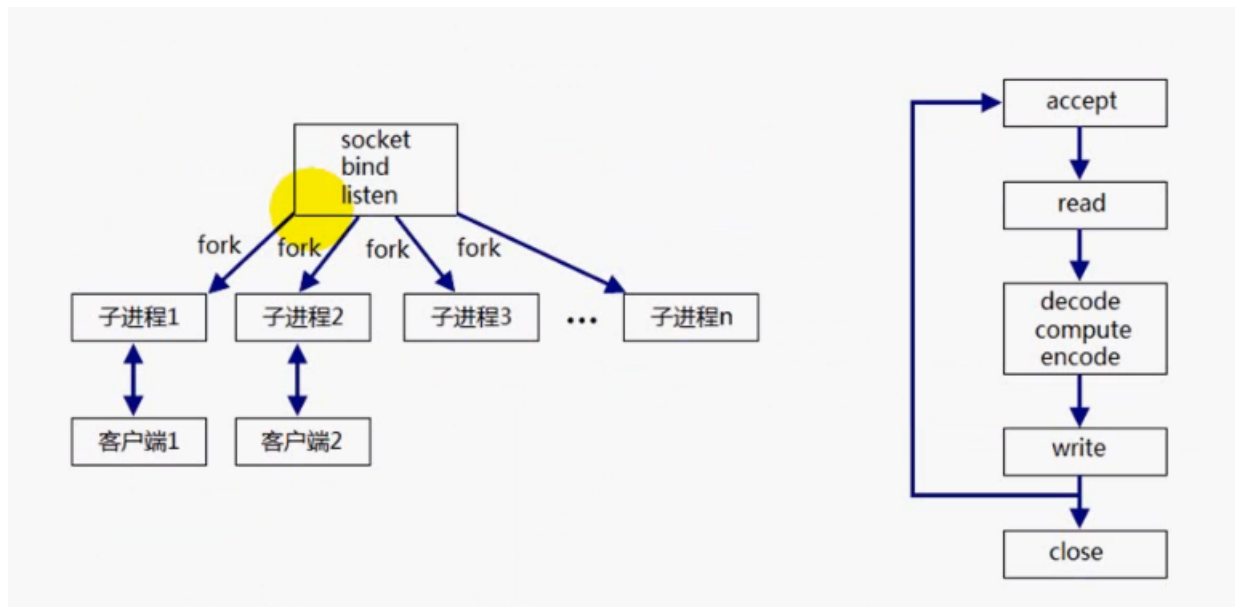 socket
bind
listen
fork
fork
fork
fork
子进程1
子进程2
子进程3
...
子进程n
客户端1
客户端2
accept
read
decode
compute
encode
write
close